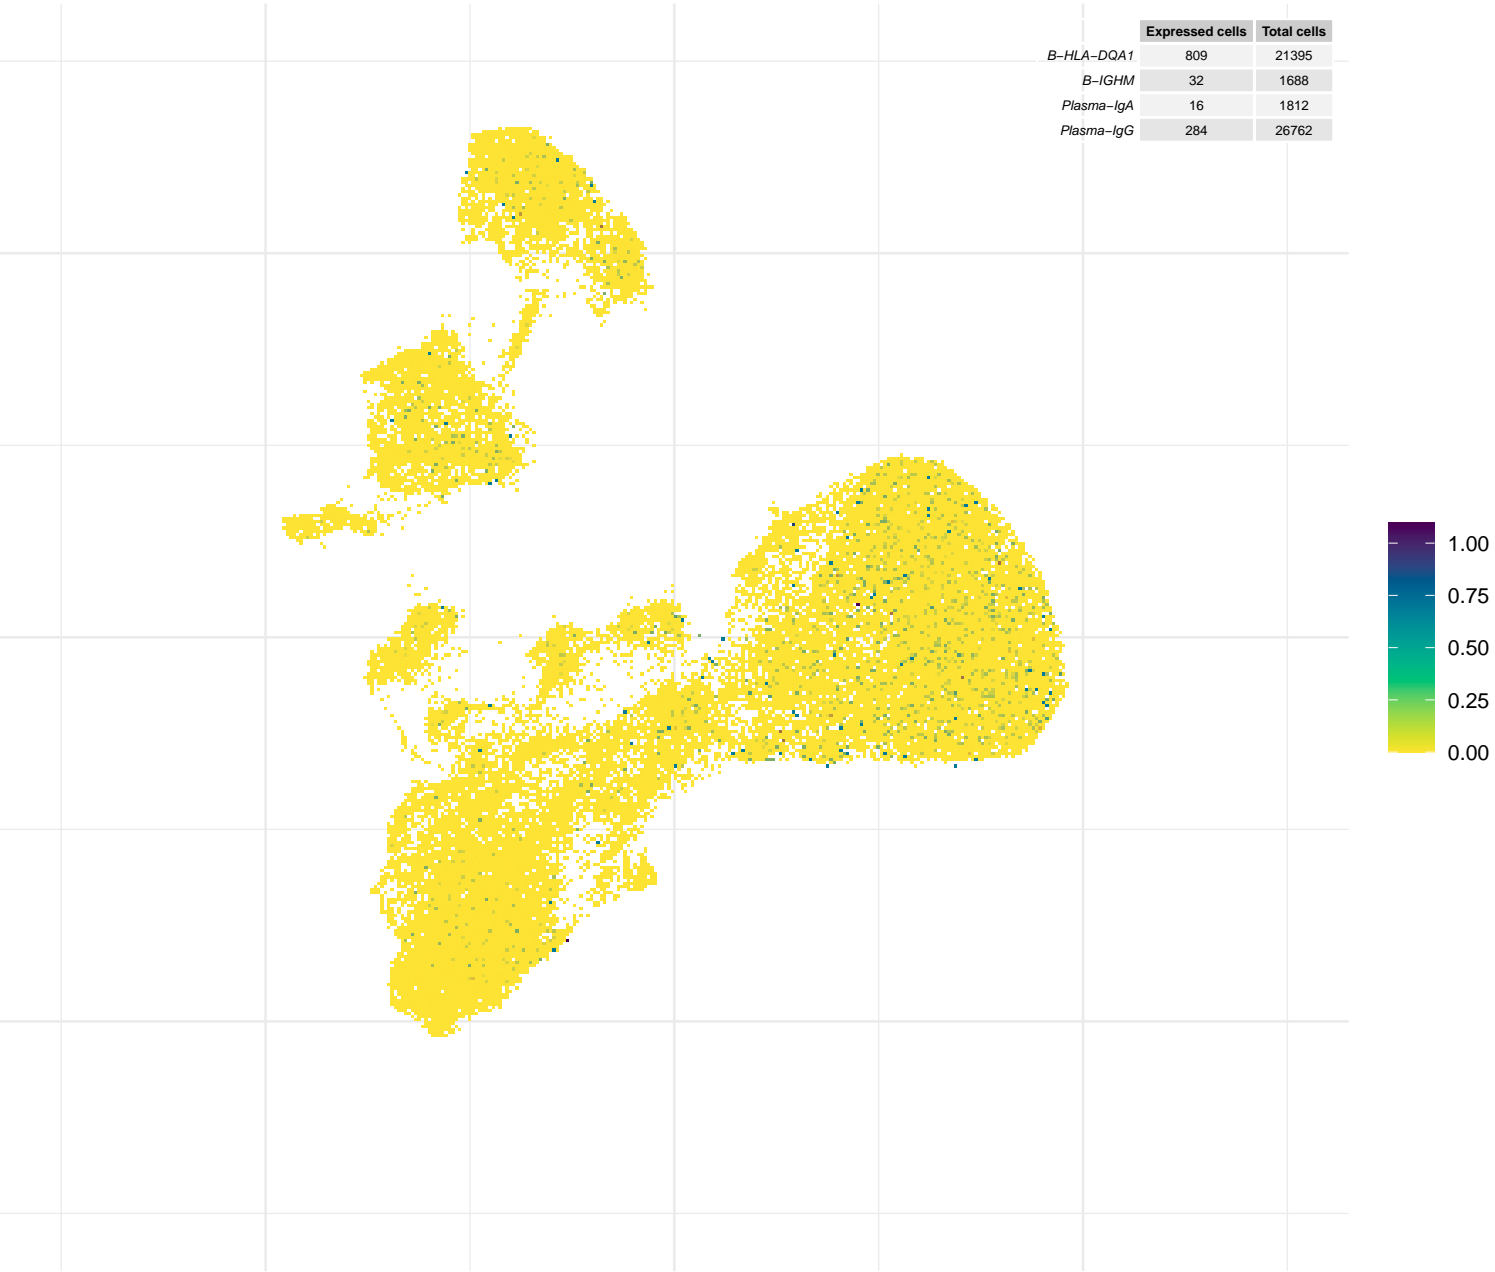 Expressed cells Total cells
B−HLA−DQA1 809 21395
B−IGHM 32 1688
Plasma−IgA 16 1812
Plasma−IgG 284 26762
1.00
0.75
0.50
0.25
0.00